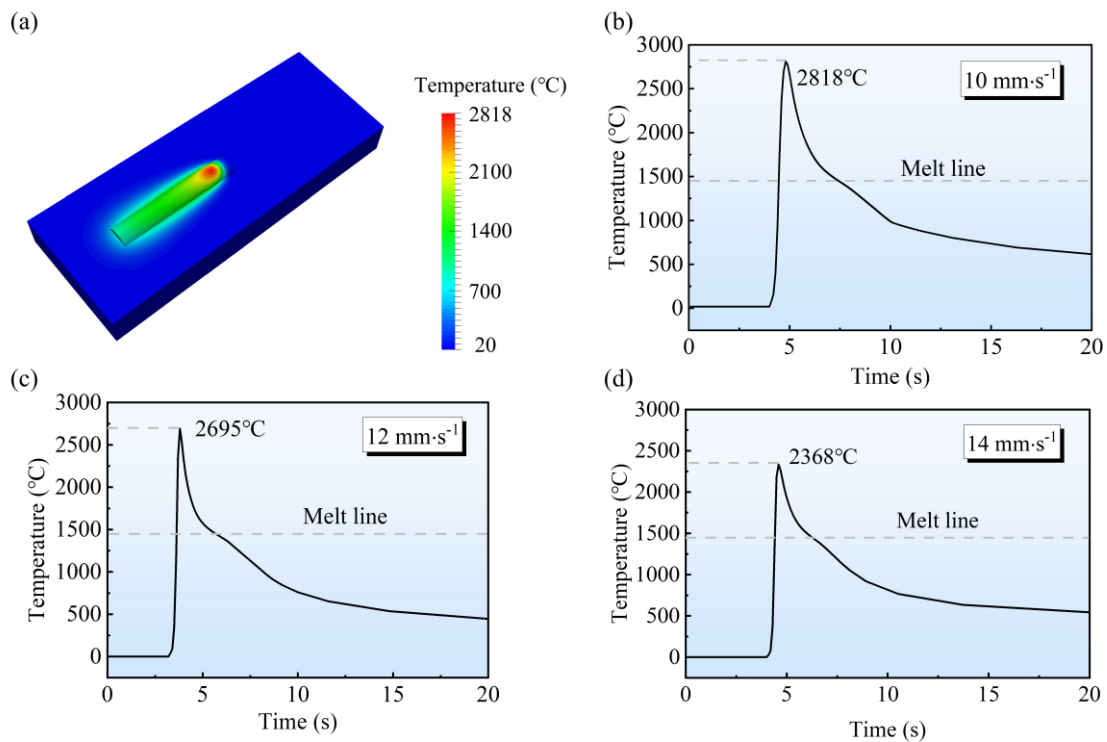 (a)
Temperature (℃)
2818
2100
1400
700
20
(b)
3000
2500
2000
1500
1000
500
0
Temperature (℃)
2818℃
10 mm·s⁻¹
Melt line
0
5
10
15
20
Time (s)
(c)
3000
2500
2000
1500
1000
500
0
Temperature (℃)
2695℃
12 mm·s⁻¹
Melt line
0
5
10
15
20
Time (s)
(d)
3000
2500
2000
1500
1000
500
0
Temperature (℃)
2368℃
14 mm·s⁻¹
Melt line
0
5
10
15
20
Time (s)